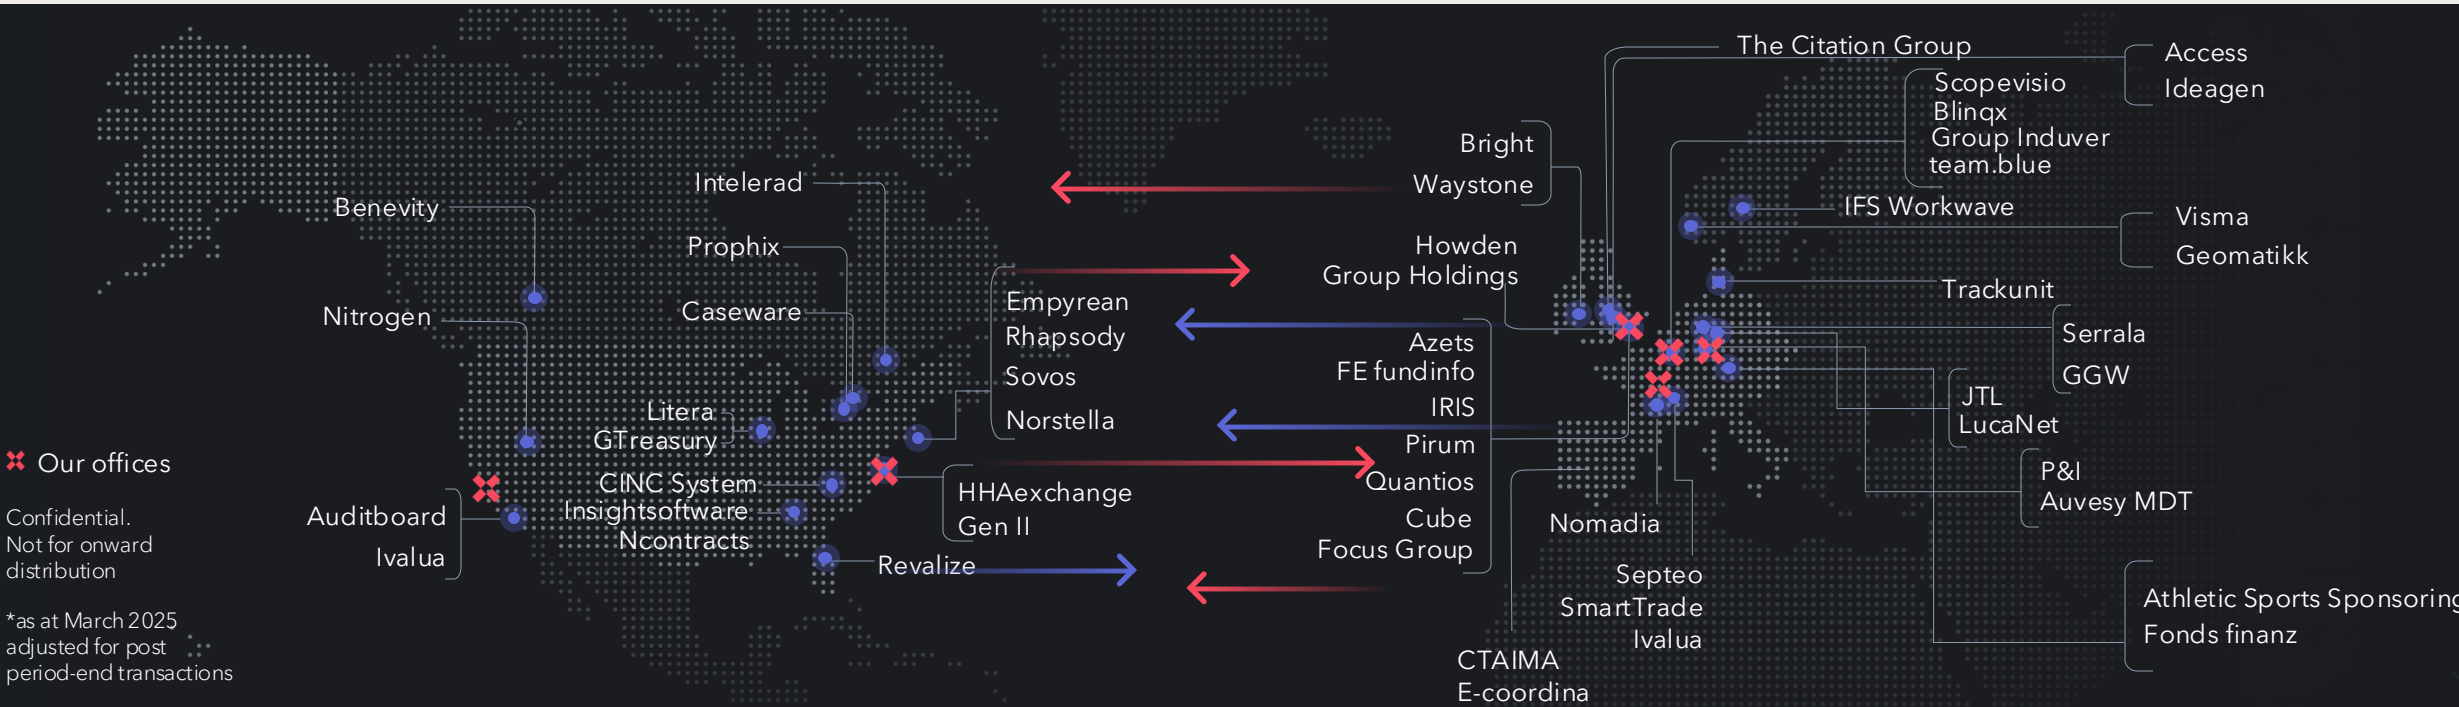 The Citation Group
Access
Ideagen
Scopevisio
Blinqx
Group Induver
team.blue
Bright
Waystone
Intelerad
Benevity
IFS Workwave
Visma
Geomatikk
Prophix
Howden
Group Holdings
Trackunit
Empyrean
Rhapsody
Sovos
Norstella
Nitrogen
Caseware
Azets
FE fundinfo
IRIS
Pirum
Quantios
Cube
Focus Group
Serrala
GGW
JTL
LucaNet
Litera
GTreasury
Our offices
P&I
Auvesy MDT
CINC System
Insightsoftware
Ncontracts
HHAexchange
Gen II
Auditboard
Ivalua
Confidential.
Not for onward
distribution
Nomadia
Revalize
Septeo
SmartTrade
Ivalua
Athletic Sports Sponsoring
Fonds finanz
*as at March 2025
adjusted for post
period-end transactions
CTAIMA
E-coordina